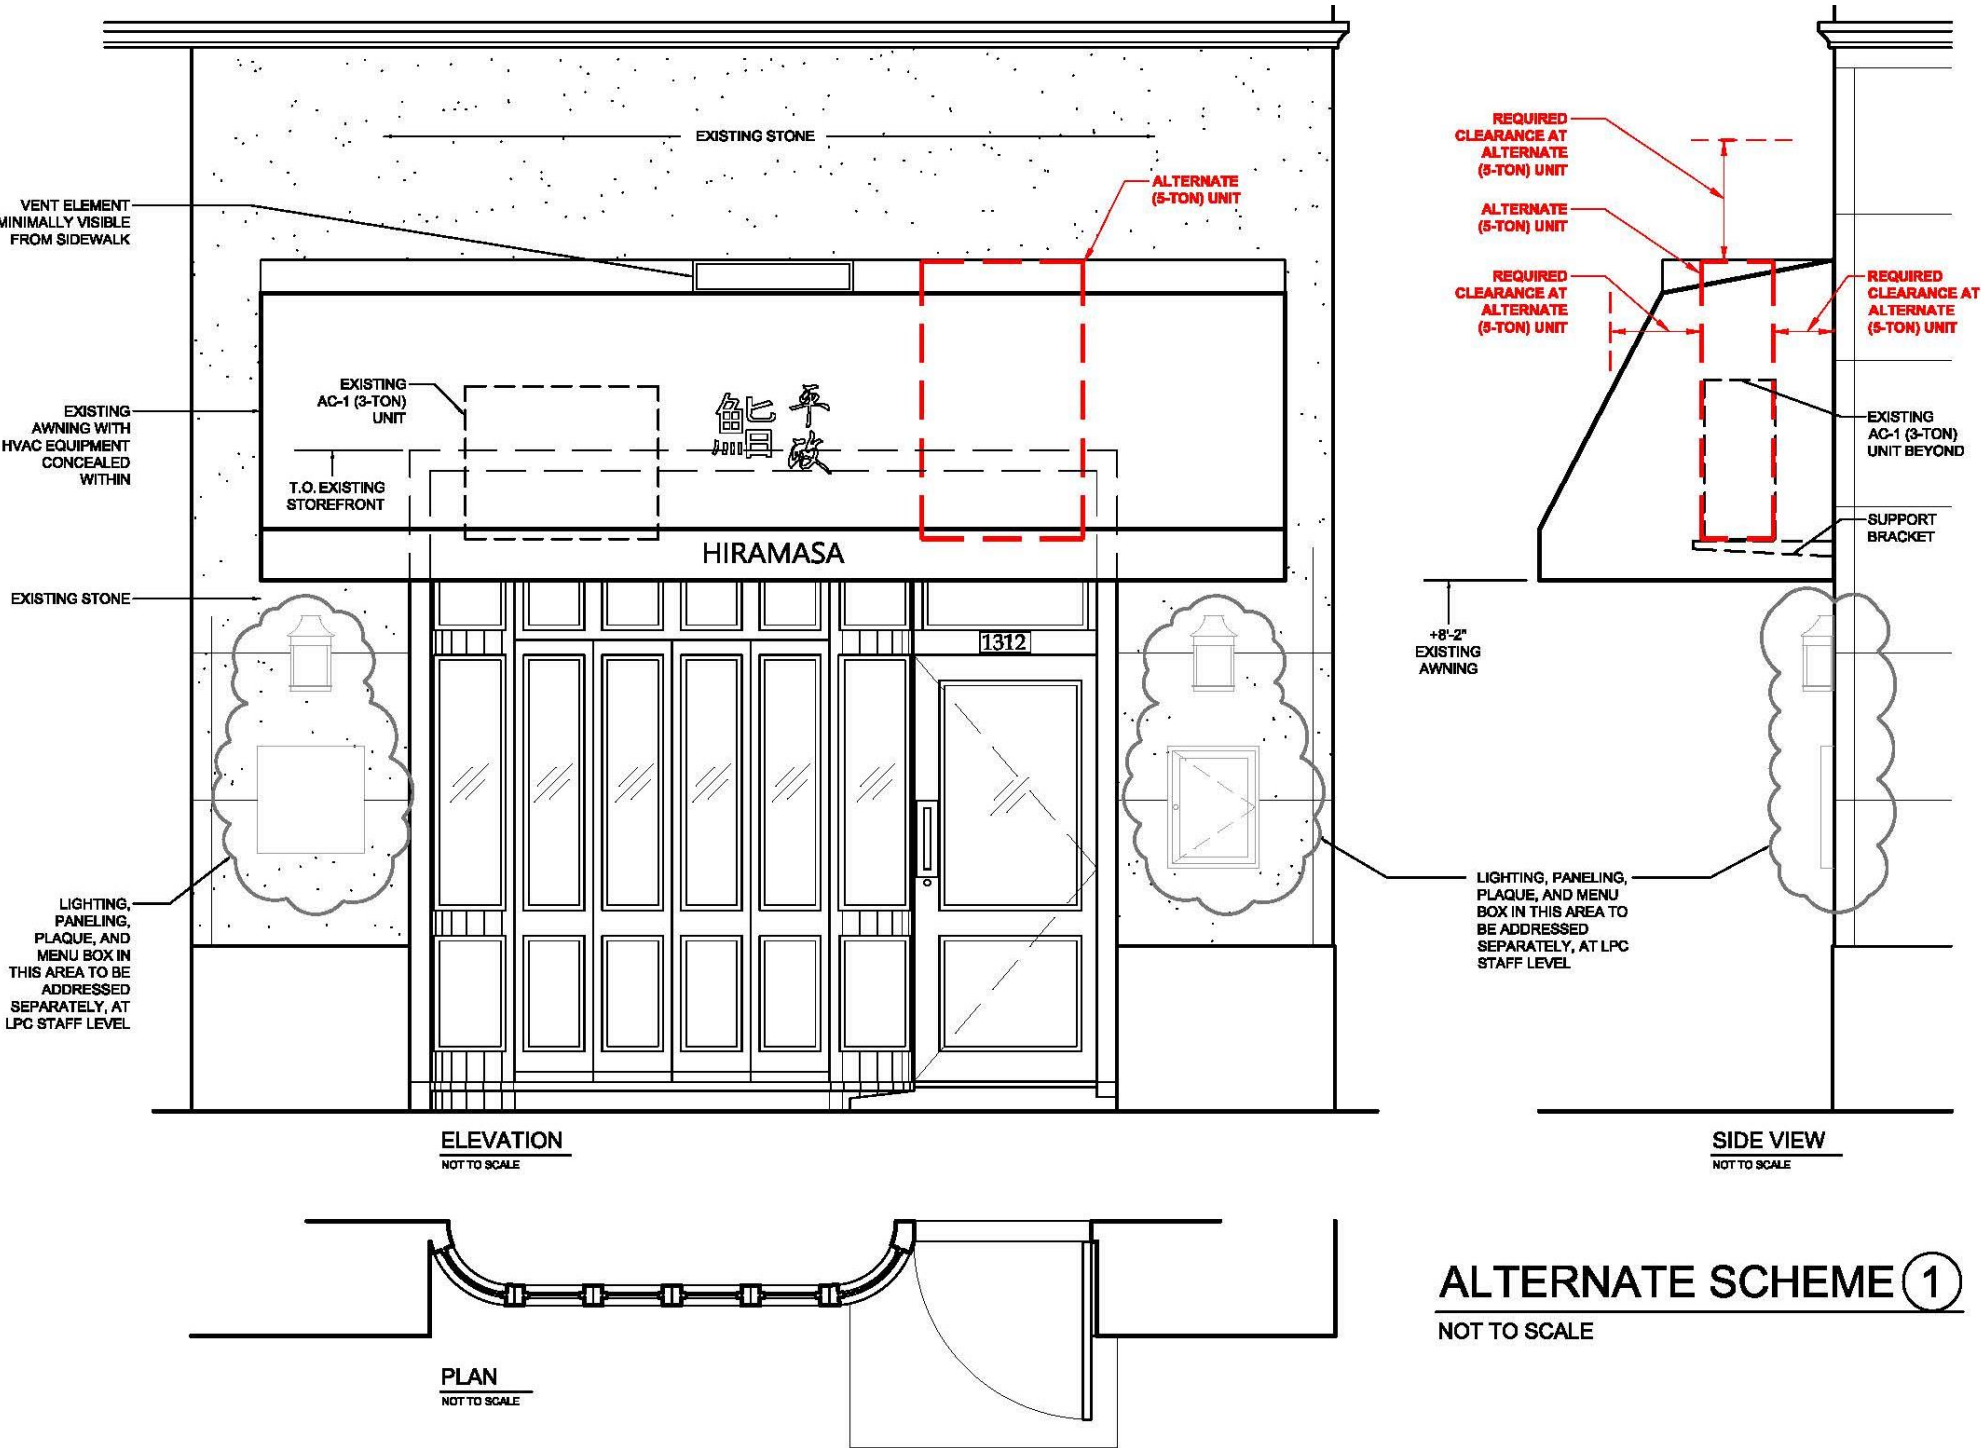 EXISTING STONE
VENT ELEMENT
MINIMALLY VISIBLE
FROM SIDEWALK
ALTERNATE
(5-TON) UNIT
EXISTING
AC-1 (3-TON)
UNIT
EXISTING
AWNING WITH
HVAC EQUIPMENT
CONCEALED
WITHIN
T.O. EXISTING
STOREFRONT
HIRAMASA
EXISTING STONE
1312
LIGHTING,
PANELING,
PLAQUE, AND
MENU BOX IN
THIS AREA TO BE
ADDRESSED
SEPARATELY, AT
LPC STAFF LEVEL
ELEVATION
NOT TO SCALE
REQUIRED
CLEARANCE AT
ALTERNATE
(5-TON) UNIT
ALTERNATE
(5-TON) UNIT
REQUIRED
CLEARANCE AT
ALTERNATE
(5-TON) UNIT
REQUIRED
CLEARANCE AT
ALTERNATE
(5-TON) UNIT
EXISTING
AC-1 (3-TON)
UNIT BEYOND
SUPPORT
BRACKET
+8'-2"
EXISTING
AWNING
LIGHTING, PANELING,
PLAQUE, AND MENU
BOX IN THIS AREA TO
BE ADDRESSED
SEPARATELY, AT LPC
STAFF LEVEL
SIDE VIEW
NOT TO SCALE
PLAN
NOT TO SCALE
ALTERNATE SCHEME 1
NOT TO SCALE